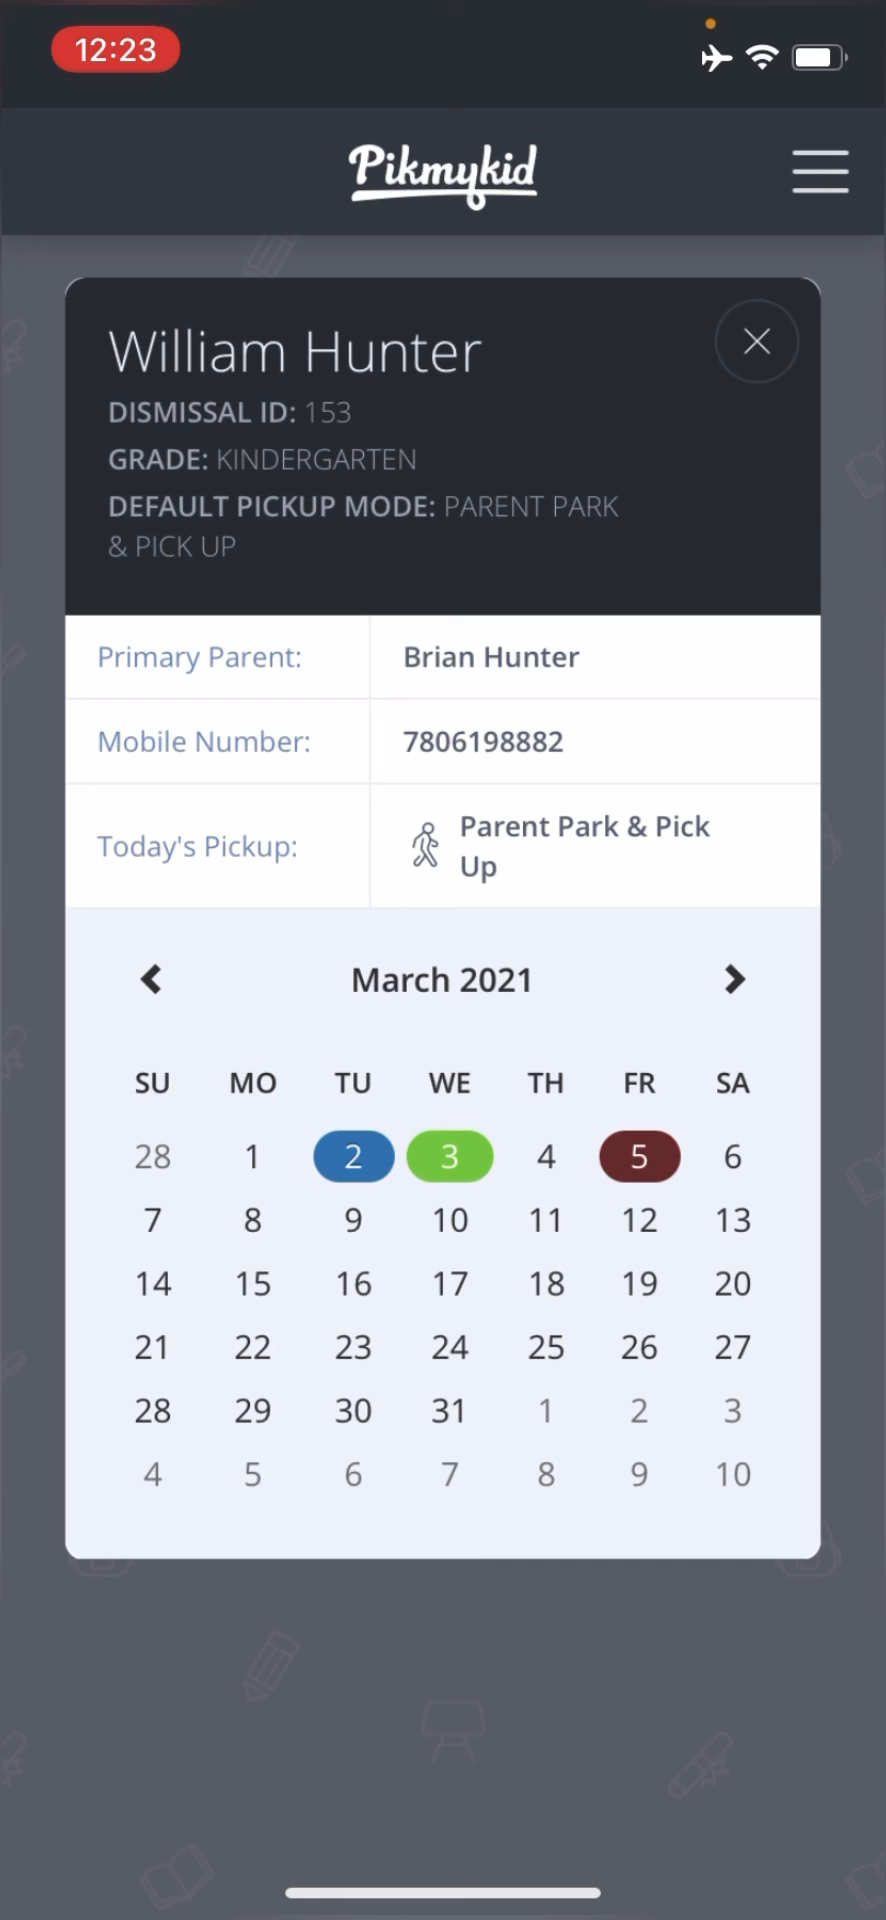 12:23
Pikmykid
William Hunter
DISMISSAL ID: 153
GRADE: KINDERGARTEN
DEFAULT PICKUP MODE: PARENT PARK
& PICK UP
Primary Parent: Brian Hunter
Mobile Number: 7806198882
Today's Pickup: Parent Park & Pick
Up
March 2021
SU MO TU WE TH FR SA
28 1 2 3 4 5 6
7 8 9 10 11 12 13
14 15 16 17 18 19 20
21 22 23 24 25 26 27
28 29 30 31 1 2 3
4 5 6 7 8 9 10